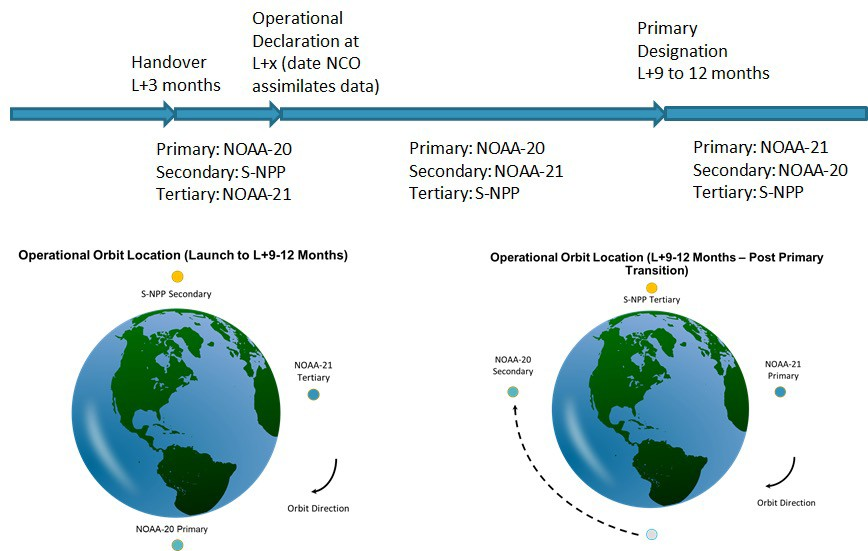 Handover
L+3 months
Operational
Declaration at
L+x (date NCO
assimilates data)
Primary
Designation
L+9 to 12 months
Primary: NOAA-20
Secondary: S-NPP
Tertiary: NOAA-21
Primary: NOAA-20
Secondary: NOAA-21
Tertiary: S-NPP
Primary: NOAA-21
Secondary: NOAA-20
Tertiary: S-NPP
Operational Orbit Location (Launch to L+9-12 Months)
S-NPP Secondary
NOAA-21
Tertiary
Orbit Direction
NOAA-20 Primary
Operational Orbit Location (L+9-12 Months – Post Primary
Transition)
S-NPP Tertiary
NOAA-20
Secondary
NOAA-21
Primary
Orbit Direction